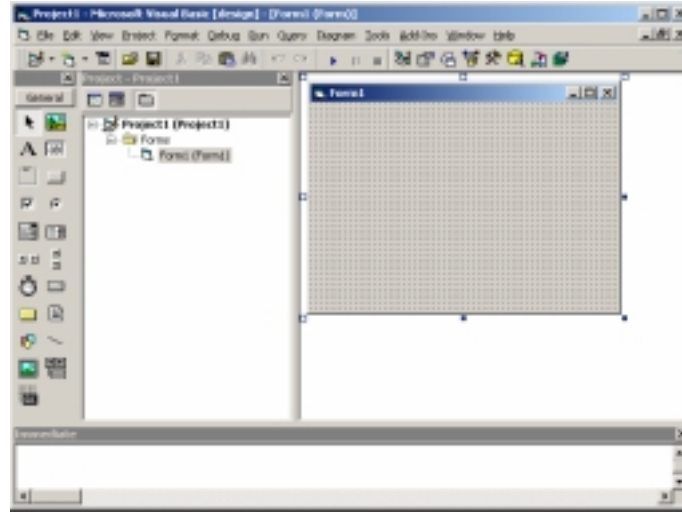 Project1 - Microsoft Visual Basic [design] - [Form1 (Form)]
File Edit View Project Format Debug Run Query Diagram Tools Add-Ins Window Help
Project - Project1
General
Form1
Project1 (Project1)
Forms
Form1 (Form1)
A
Immediate